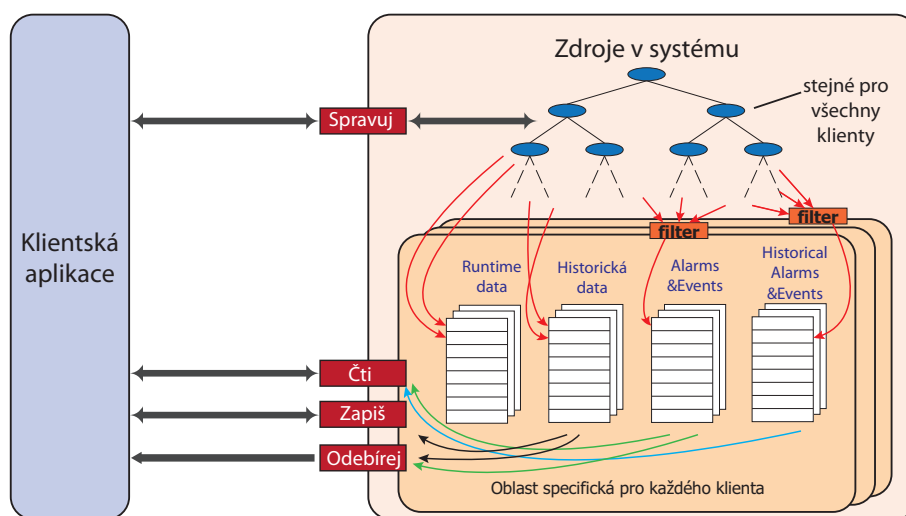 Zdroje v systému
stejné pro
všechny
klienty
Spravuj
Klientská
aplikace
filter
filter
Runtime
data
Historická
data
Alarms
&Events
Historical
Alarms
&Events
Čti
Zapiš
Odebírej
Oblast specifická pro každého klienta